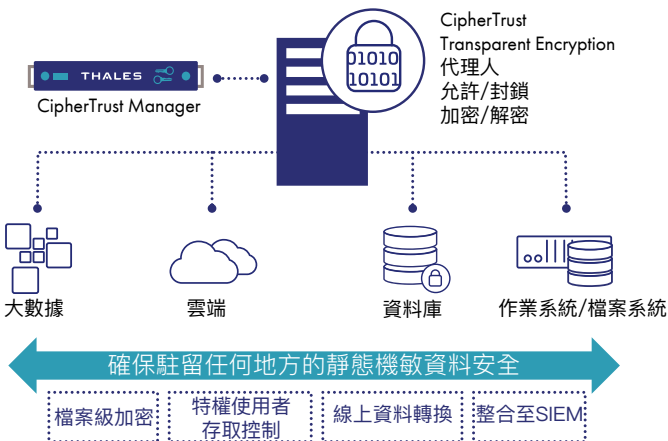 CipherTrust
Transparent Encryption
代理人
允許/封鎖
加密/解密
01010
10101
THALES
CipherTrust Manager
大數據
雲端
資料庫
作業系統/檔案系統
確保駐留任何地方的靜態機敏資料安全
檔案級加密
特權使用者
存取控制
線上資料轉換
整合至SIEM